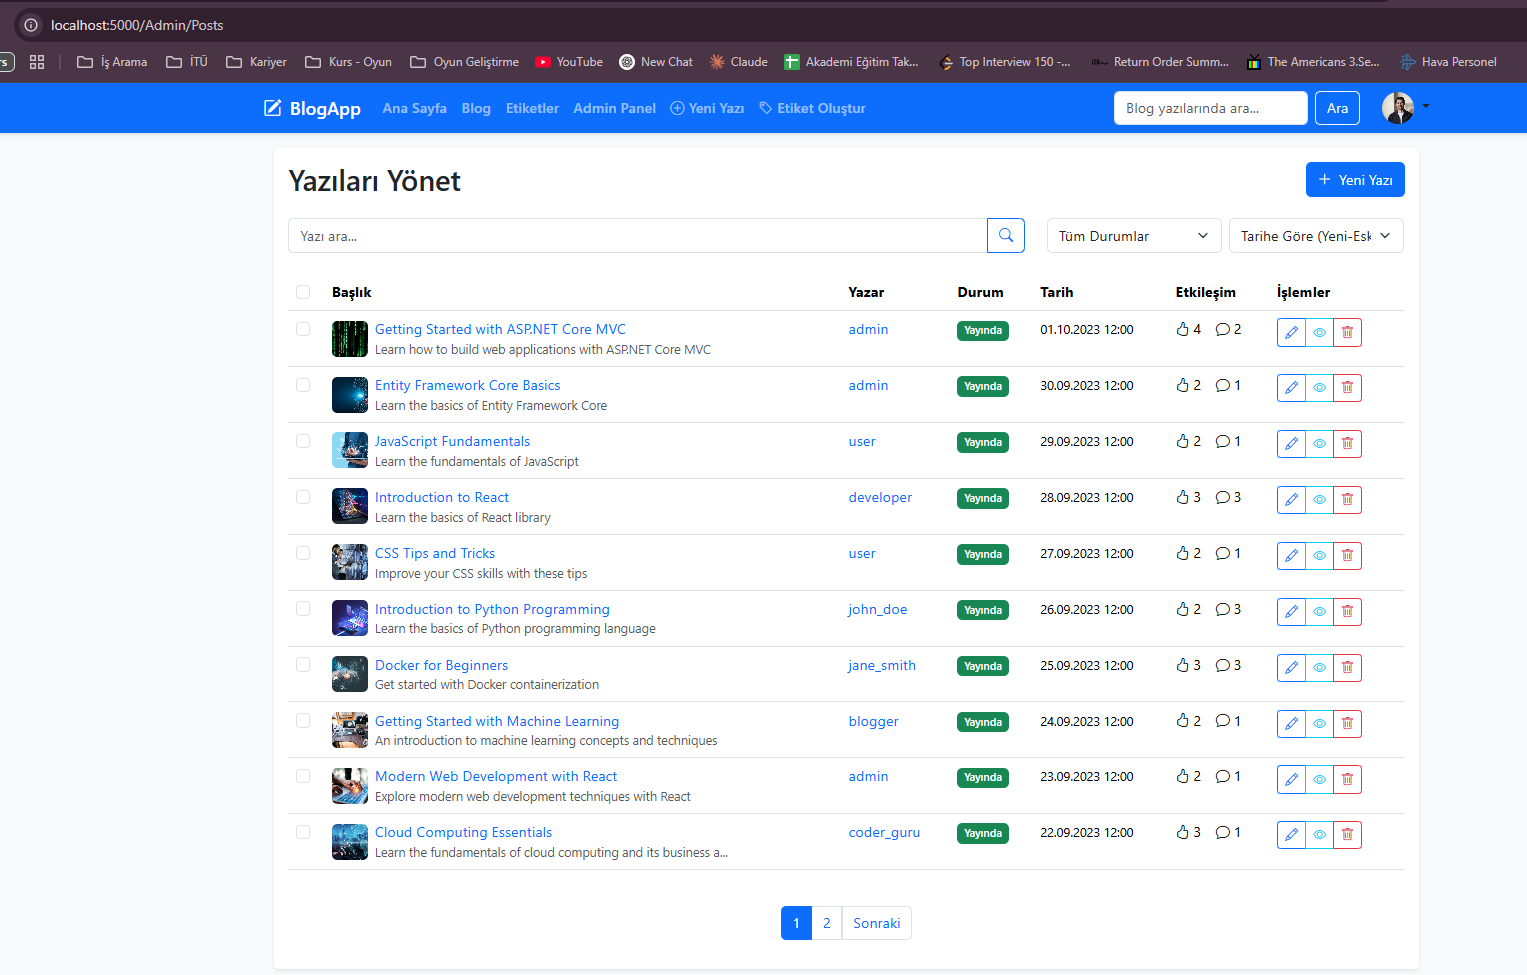 localhost:5000/Admin/Posts
rs İş Arama İTÜ Kariyer Kurs - Oyun Oyun Geliştirme YouTube New Chat Claude Akademi Eğitim Tak... Top Interview 150 -... Return Order Summ... The Americans 3.Se... Hava Personel
BlogApp Ana Sayfa Blog Etiketler Admin Panel Yeni Yazı Etiket Oluştur Blog yazılarında ara... Ara
Yazıları Yönet
+ Yeni Yazı
Yazı ara... Tüm Durumlar Tarihe Göre (Yeni-Esk
Başlık Yazar Durum Tarih Etkileşim İşlemler
Getting Started with ASP.NET Core MVC admin Yayında 01.10.2023 12:00 4 2
Learn how to build web applications with ASP.NET Core MVC
Entity Framework Core Basics admin Yayında 30.09.2023 12:00 2 1
Learn the basics of Entity Framework Core
JavaScript Fundamentals user Yayında 29.09.2023 12:00 2 1
Learn the fundamentals of JavaScript
Introduction to React developer Yayında 28.09.2023 12:00 3 3
Learn the basics of React library
CSS Tips and Tricks user Yayında 27.09.2023 12:00 2 1
Improve your CSS skills with these tips
Introduction to Python Programming john_doe Yayında 26.09.2023 12:00 2 3
Learn the basics of Python programming language
Docker for Beginners jane_smith Yayında 25.09.2023 12:00 3 3
Get started with Docker containerization
Getting Started with Machine Learning blogger Yayında 24.09.2023 12:00 2 1
An introduction to machine learning concepts and techniques
Modern Web Development with React admin Yayında 23.09.2023 12:00 2 1
Explore modern web development techniques with React
Cloud Computing Essentials coder_guru Yayında 22.09.2023 12:00 3 1
Learn the fundamentals of cloud computing and its business a...
1 2 Sonraki